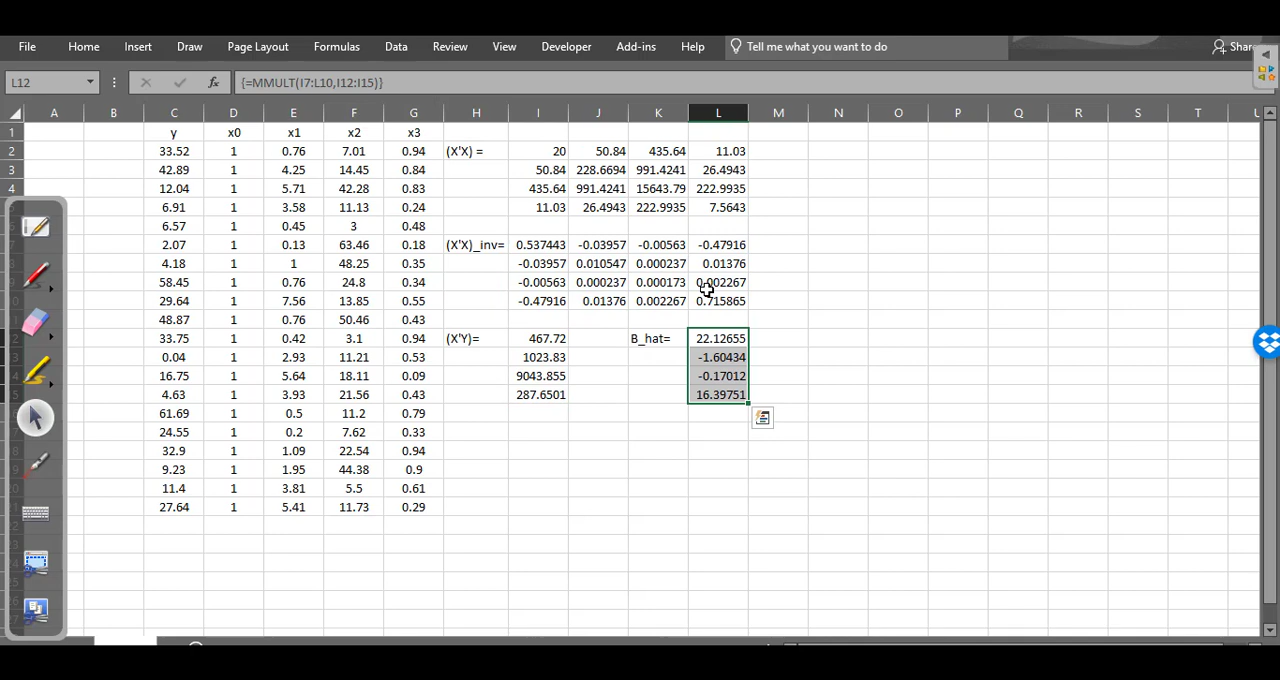 File Home Insert Draw Page Layout Formulas Data Review View Developer Add-ins Help Tell me what you want to do
L12 fx {=MMULT(I7:L10,I12:I15)}
A B C D E F G H I J K L M N O P Q R S T
1 y x0 x1 x2 x3
2 33.52 1 0.76 7.01 0.94 (X'X) = 20 50.84 435.64 11.03
3 42.89 1 4.25 14.45 0.84 50.84 228.6694 991.4241 26.4943
4 12.04 1 5.71 42.28 0.83 435.64 991.4241 15643.79 222.9935
6.91 1 3.58 11.13 0.24 11.03 26.4943 222.9935 7.5643
6.57 1 0.45 3 0.48
2.07 1 0.13 63.46 0.18 (X'X)_inv= 0.537443 -0.03957 -0.00563 -0.47916
4.18 1 1 48.25 0.35 -0.03957 0.010547 0.000237 0.01376
58.45 1 0.76 24.8 0.34 -0.00563 0.000237 0.000173 0.002267
29.64 1 7.56 13.85 0.55 -0.47916 0.01376 0.002267 0.715865
48.87 1 0.76 50.46 0.43
33.75 1 0.42 3.1 0.94 (X'Y)= 467.72 B_hat= 22.12655
0.04 1 2.93 11.21 0.53 1023.83 -1.60434
16.75 1 5.64 18.11 0.09 9043.855 -0.17012
4.63 1 3.93 21.56 0.43 287.6501 16.39751
61.69 1 0.5 11.2 0.79
24.55 1 0.2 7.62 0.33
32.9 1 1.09 22.54 0.94
9.23 1 1.95 44.38 0.9
11.4 1 3.81 5.5 0.61
27.64 1 5.41 11.73 0.29